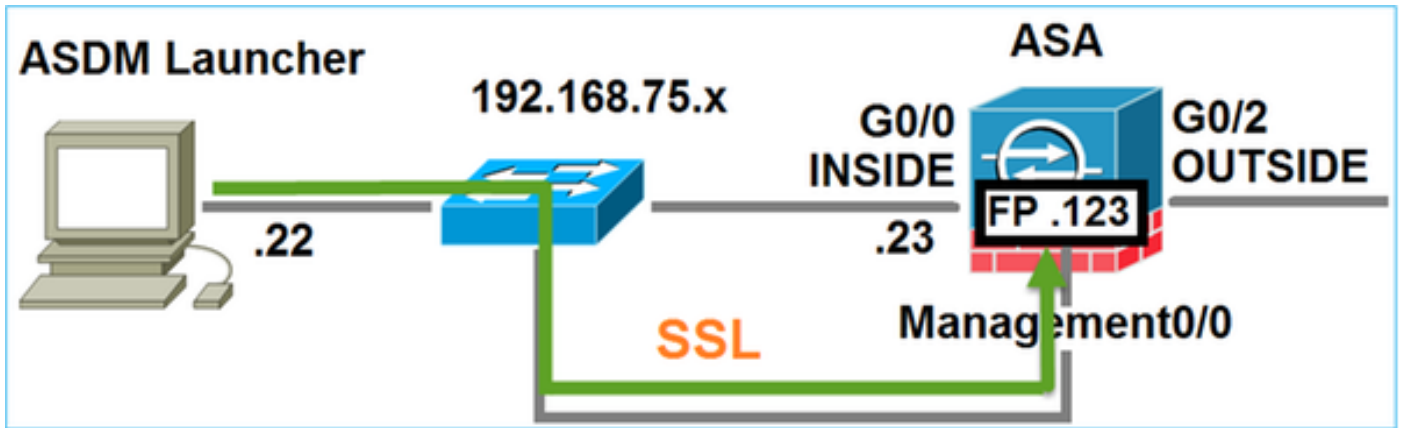 ASDM Launcher
192.168.75.x
ASA
G0/0
INSIDE
G0/2
OUTSIDE
FP .123
.22
.23
Management0/0
SSL